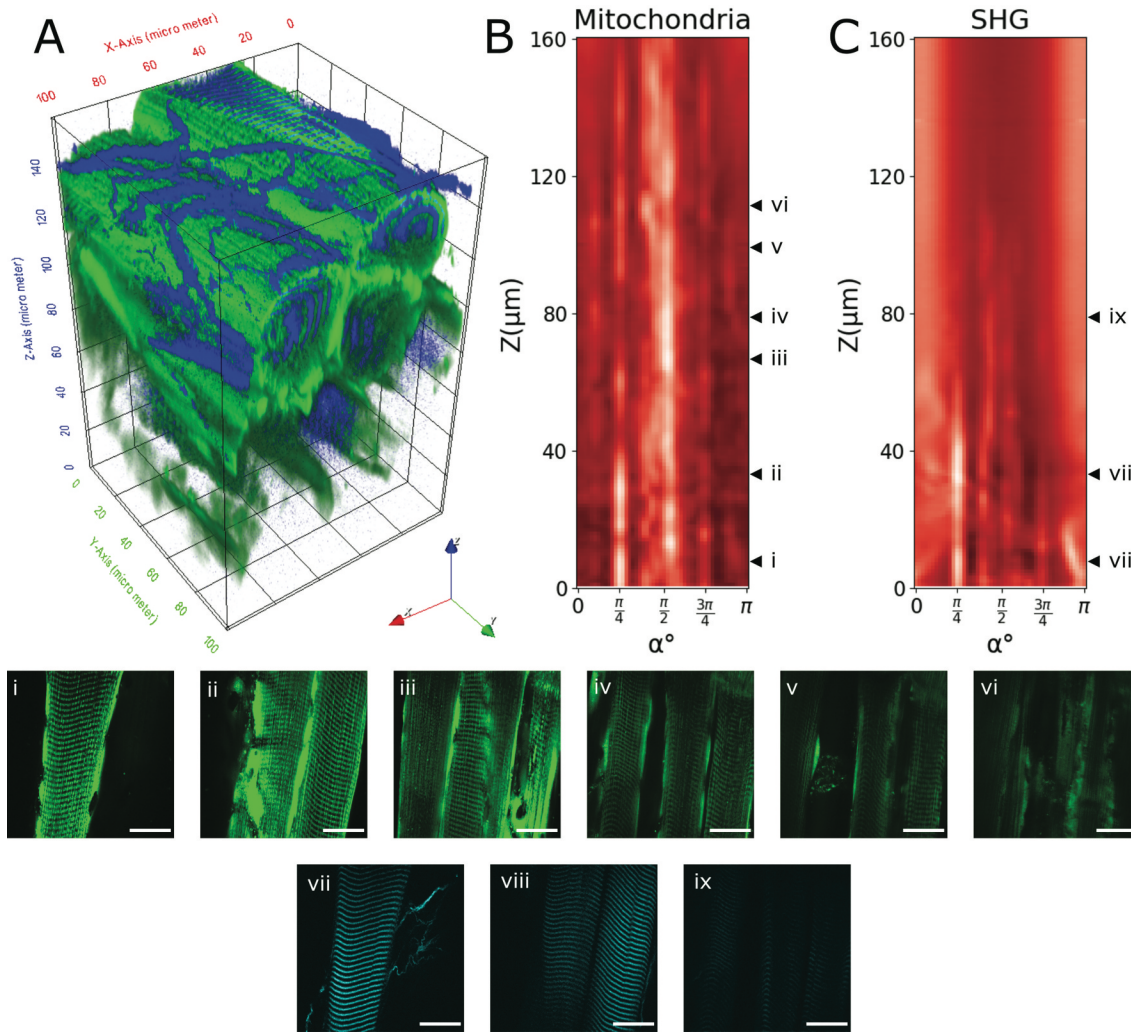 A
X-Axis (micro meter)
100
80
60
40
20
0
Z-Axis (micro meter)
140
120
100
80
60
40
20
0
Y-Axis (micro meter)
0
20
40
60
80
100
X
Y
Z
B
Mitochondria
Z(μm)
160
120
80
40
0
0
π/4
π/2
3π/4
π
α°
vi
v
iv
iii
ii
i
C
SHG
Z(μm)
160
120
80
40
0
0
π/4
π/2
3π/4
π
α°
ix
vii
vii
i
ii
iii
iv
v
vi
vii
viii
ix